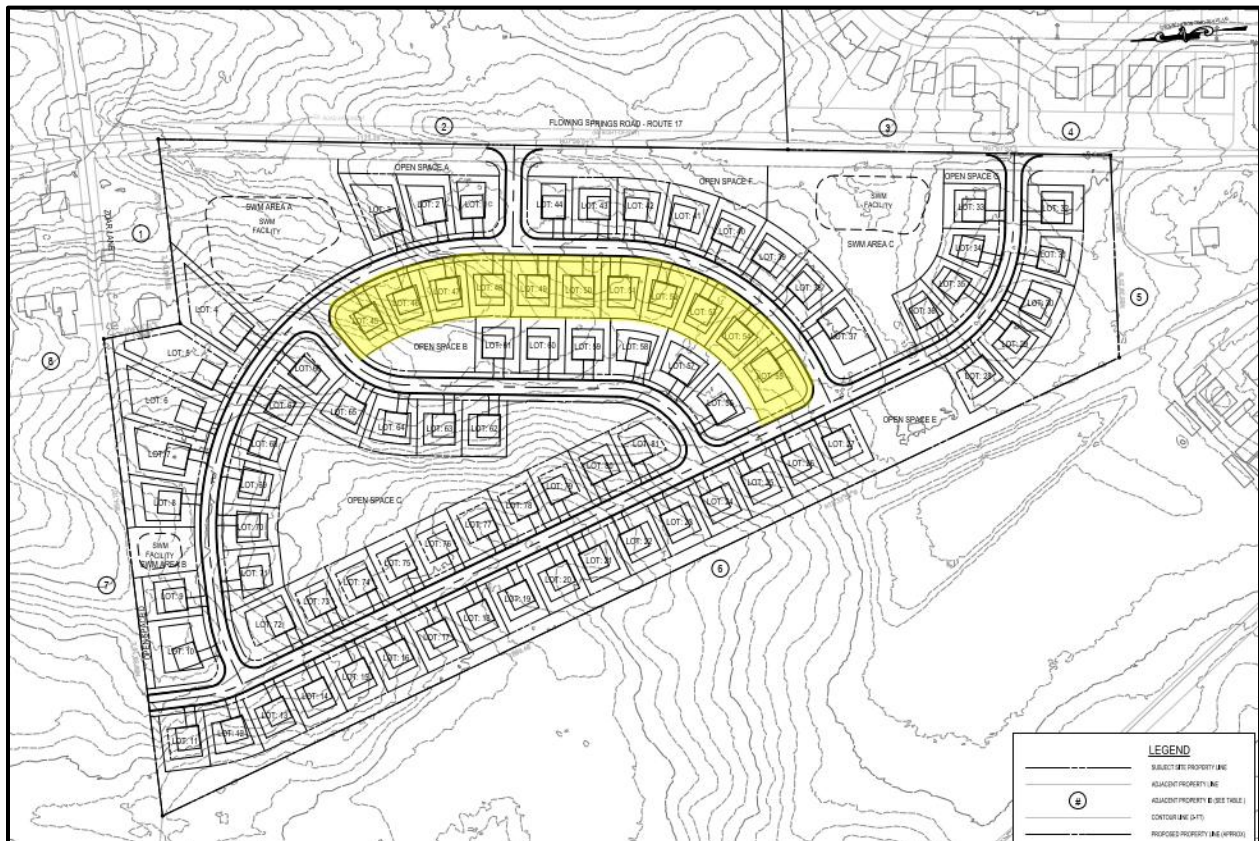 FLOWING SPRINGS ROAD - ROUTE 17
1
2
3
4
5
6
7
8
OPEN SPACE A
OPEN SPACE F
OPEN SPACE G
SWM AREA A
SWM
FACILITY
SWM
FACILITY
SWM AREA C
LOT: 2
LOT: 44
LOT: 43
LOT: 42
LOT: 41
LOT: 40
LOT: 33
LOT: 32
LOT: 34
LOT: 31
LOT: 35
LOT: 30
LOT: 36
LOT: 29
LOT: 37
LOT: 4
LOT: 46
LOT: 47
LOT: 48
LOT: 49
LOT: 50
LOT: 51
LOT: 53
LOT: 54
LOT: 55
OPEN SPACE B
LOT: 61
LOT: 60
LOT: 59
LOT: 58
LOT: 57
LOT: 56
LOT: 6
LOT: 65
LOT: 64
LOT: 63
LOT: 62
LOT: 8
LOT: 69
LOT: 70
LOT: 71
OPEN SPACE C
OPEN SPACE E
LOT: 81
LOT: 79
LOT: 78
LOT: 77
LOT: 76
LOT: 75
LOT: 74
LOT: 73
LOT: 72
LOT: 27
LOT: 26
LOT: 25
LOT: 24
LOT: 23
LOT: 22
LOT: 21
LOT: 20
LOT: 19
LOT: 18
LOT: 17
LOT: 16
LOT: 15
LOT: 14
LOT: 13
LOT: 12
LOT: 11
SWM
FACILITY
SWM AREA B
LOT: 9
LOT: 10
OPEN SPACE D
LEGEND
SUBJECT SITE PROPERTY LINE
ADJACENT PROPERTY LINE
#
ADJACENT PROPERTY ID (SEE TABLE )
CONTOUR LINE (2-FT)
PROPOSED PROPERTY LINE (APPROX)